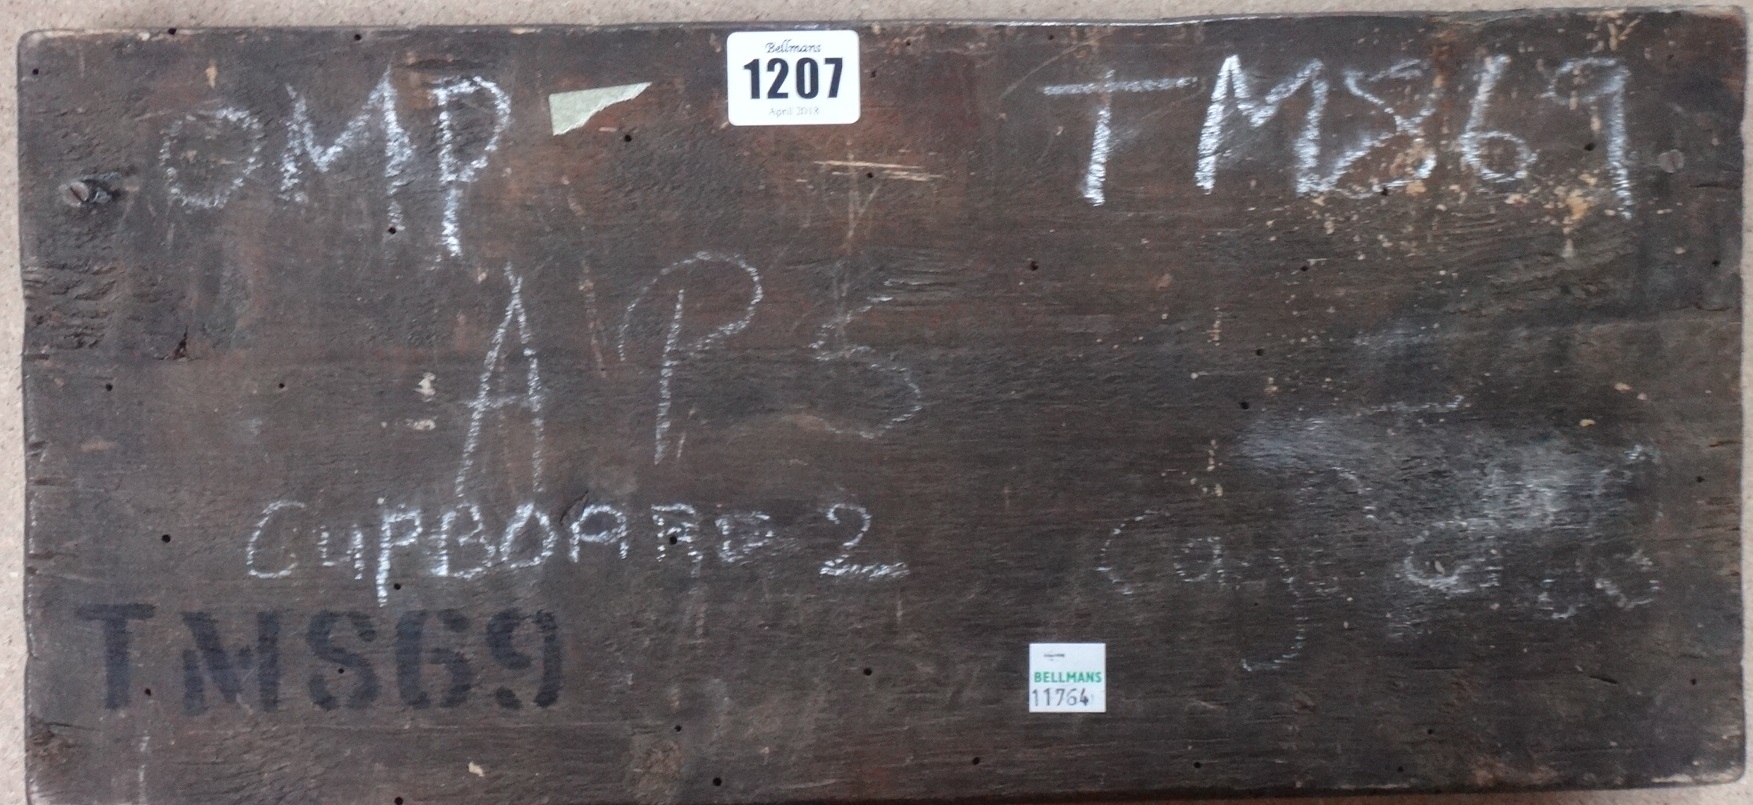 Bellmans
1207
April 2018
OMP
TMS69
APS
CUPBOARD 2
TMS69
BELLMANS
11764